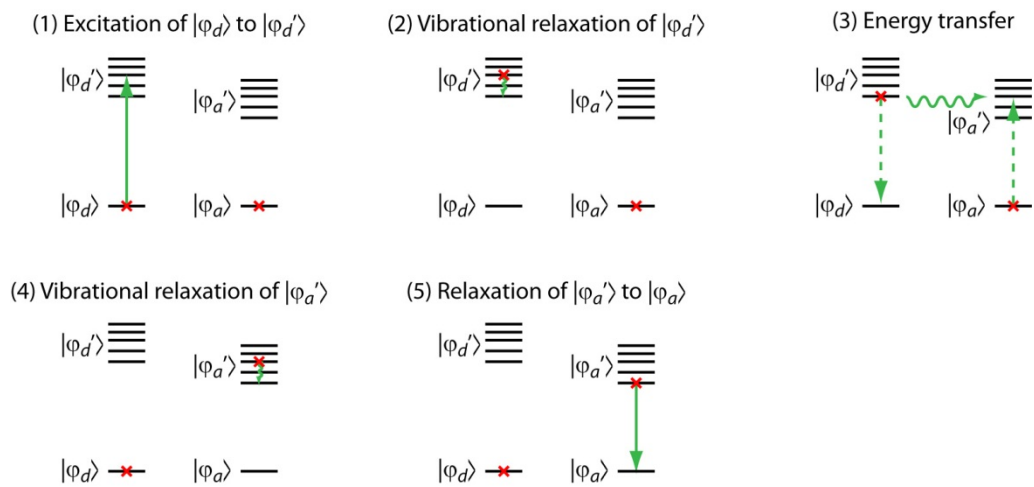 (1) Excitation of |φd⟩ to |φd′⟩
|φd′⟩
|φa′⟩
|φd⟩
|φa⟩
(2) Vibrational relaxation of |φd′⟩
|φd′⟩
|φa′⟩
|φd⟩
|φa⟩
(3) Energy transfer
|φd′⟩
|φa′⟩
|φd⟩
|φa⟩
(4) Vibrational relaxation of |φa′⟩
|φd′⟩
|φa′⟩
|φd⟩
|φa⟩
(5) Relaxation of |φa′⟩ to |φa⟩
|φd′⟩
|φa′⟩
|φd⟩
|φa⟩